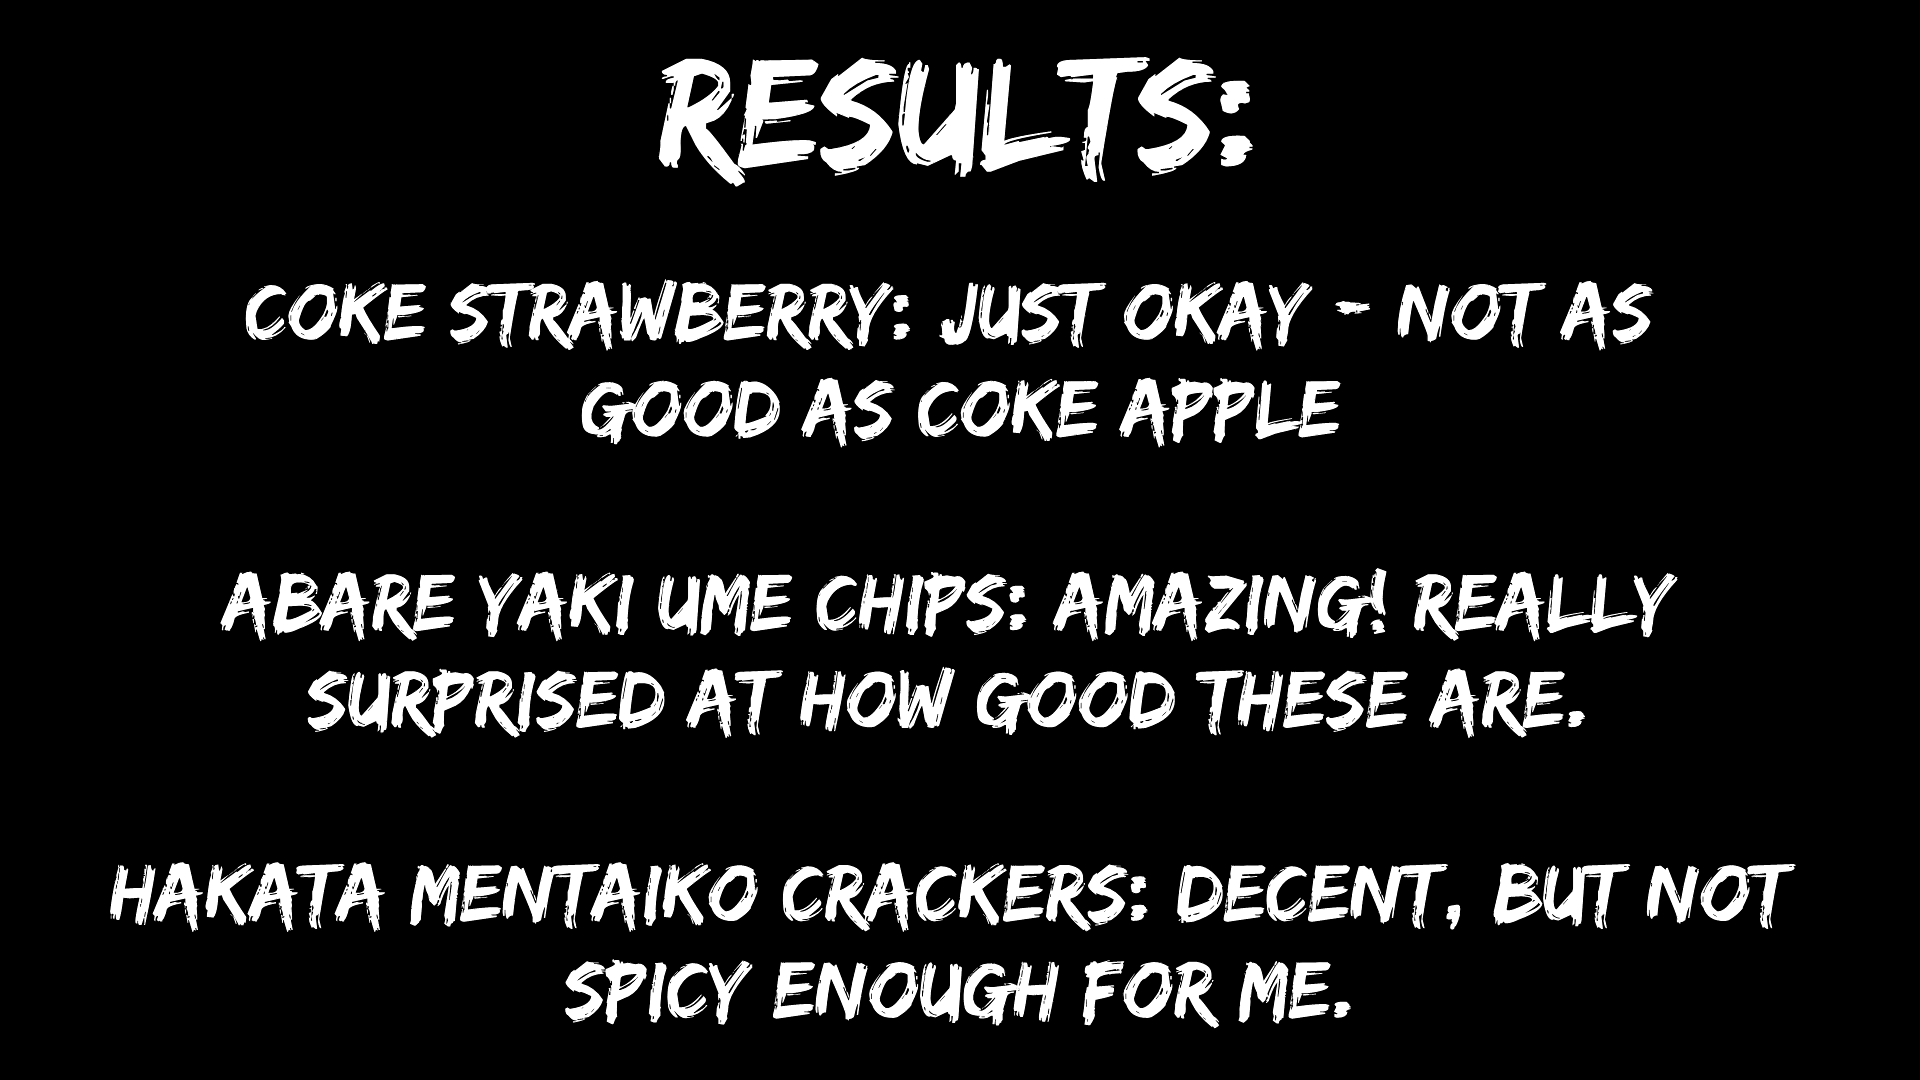 RESULTS:
COKE STRAWBERRY: JUST OKAY - NOT AS
GOOD AS COKE APPLE
ABARE YAKI UME CHIPS: AMAZING! REALLY
SURPRISED AT HOW GOOD THESE ARE.
HAKATA MENTAIKO CRACKERS: DECENT, BUT NOT
SPICY ENOUGH FOR ME.